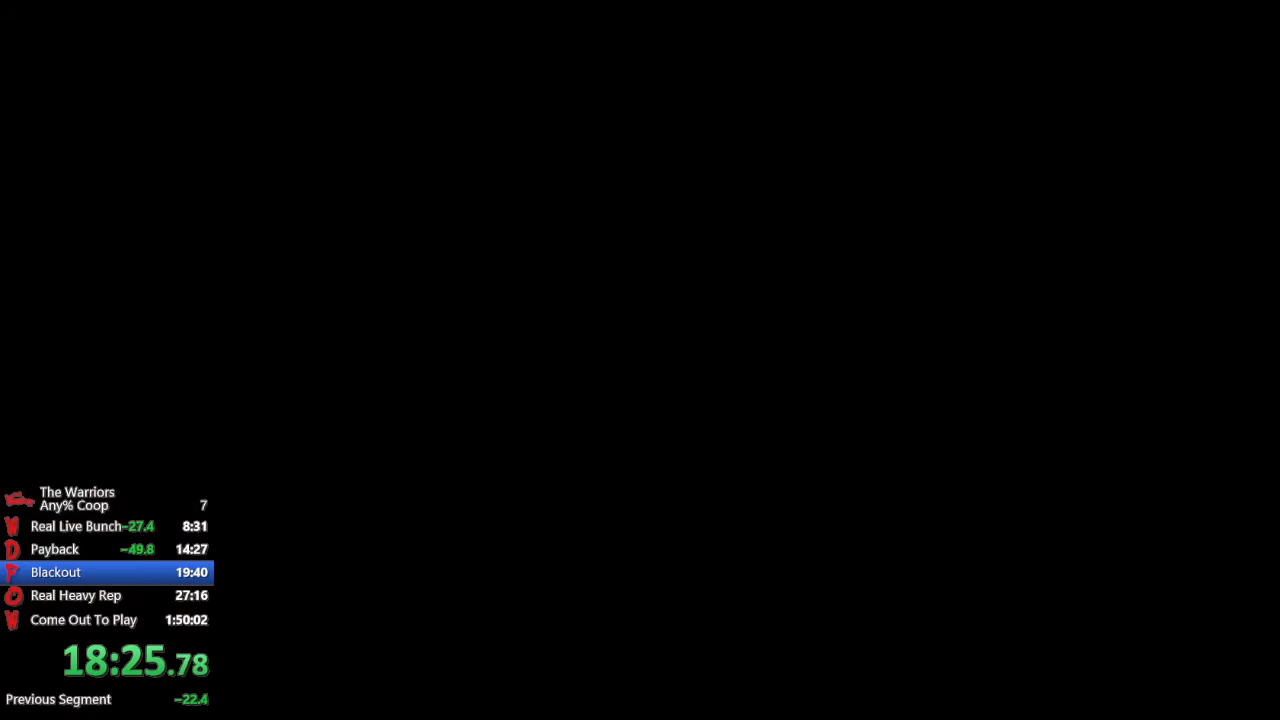 The Warriors
Any% Coop 7
W Real Live Bunch -27.4 8:31
D Payback -49.8 14:27
F Blackout 19:40
O Real Heavy Rep 27:16
W Come Out To Play 1:50:02
18:25.78
Previous Segment -22.4